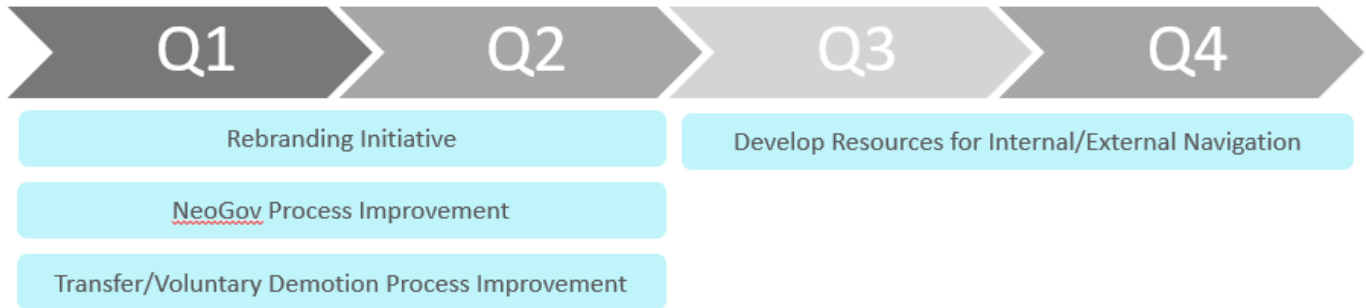 Q1 Q2 Q3 Q4
Rebranding Initiative
Develop Resources for Internal/External Navigation
NeoGov Process Improvement
Transfer/Voluntary Demotion Process Improvement